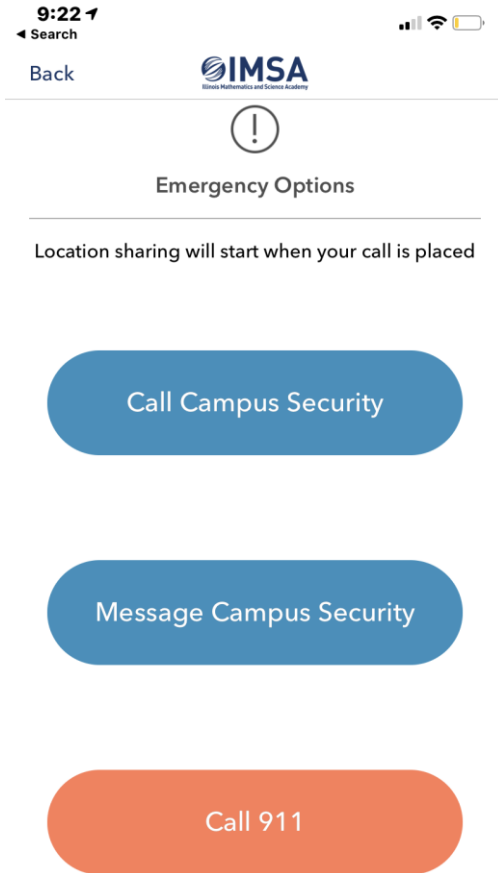 9:22
Search
Back
IMSA
Illinois Mathematics and Science Academy
Emergency Options
Location sharing will start when your call is placed
Call Campus Security
Message Campus Security
Call 911